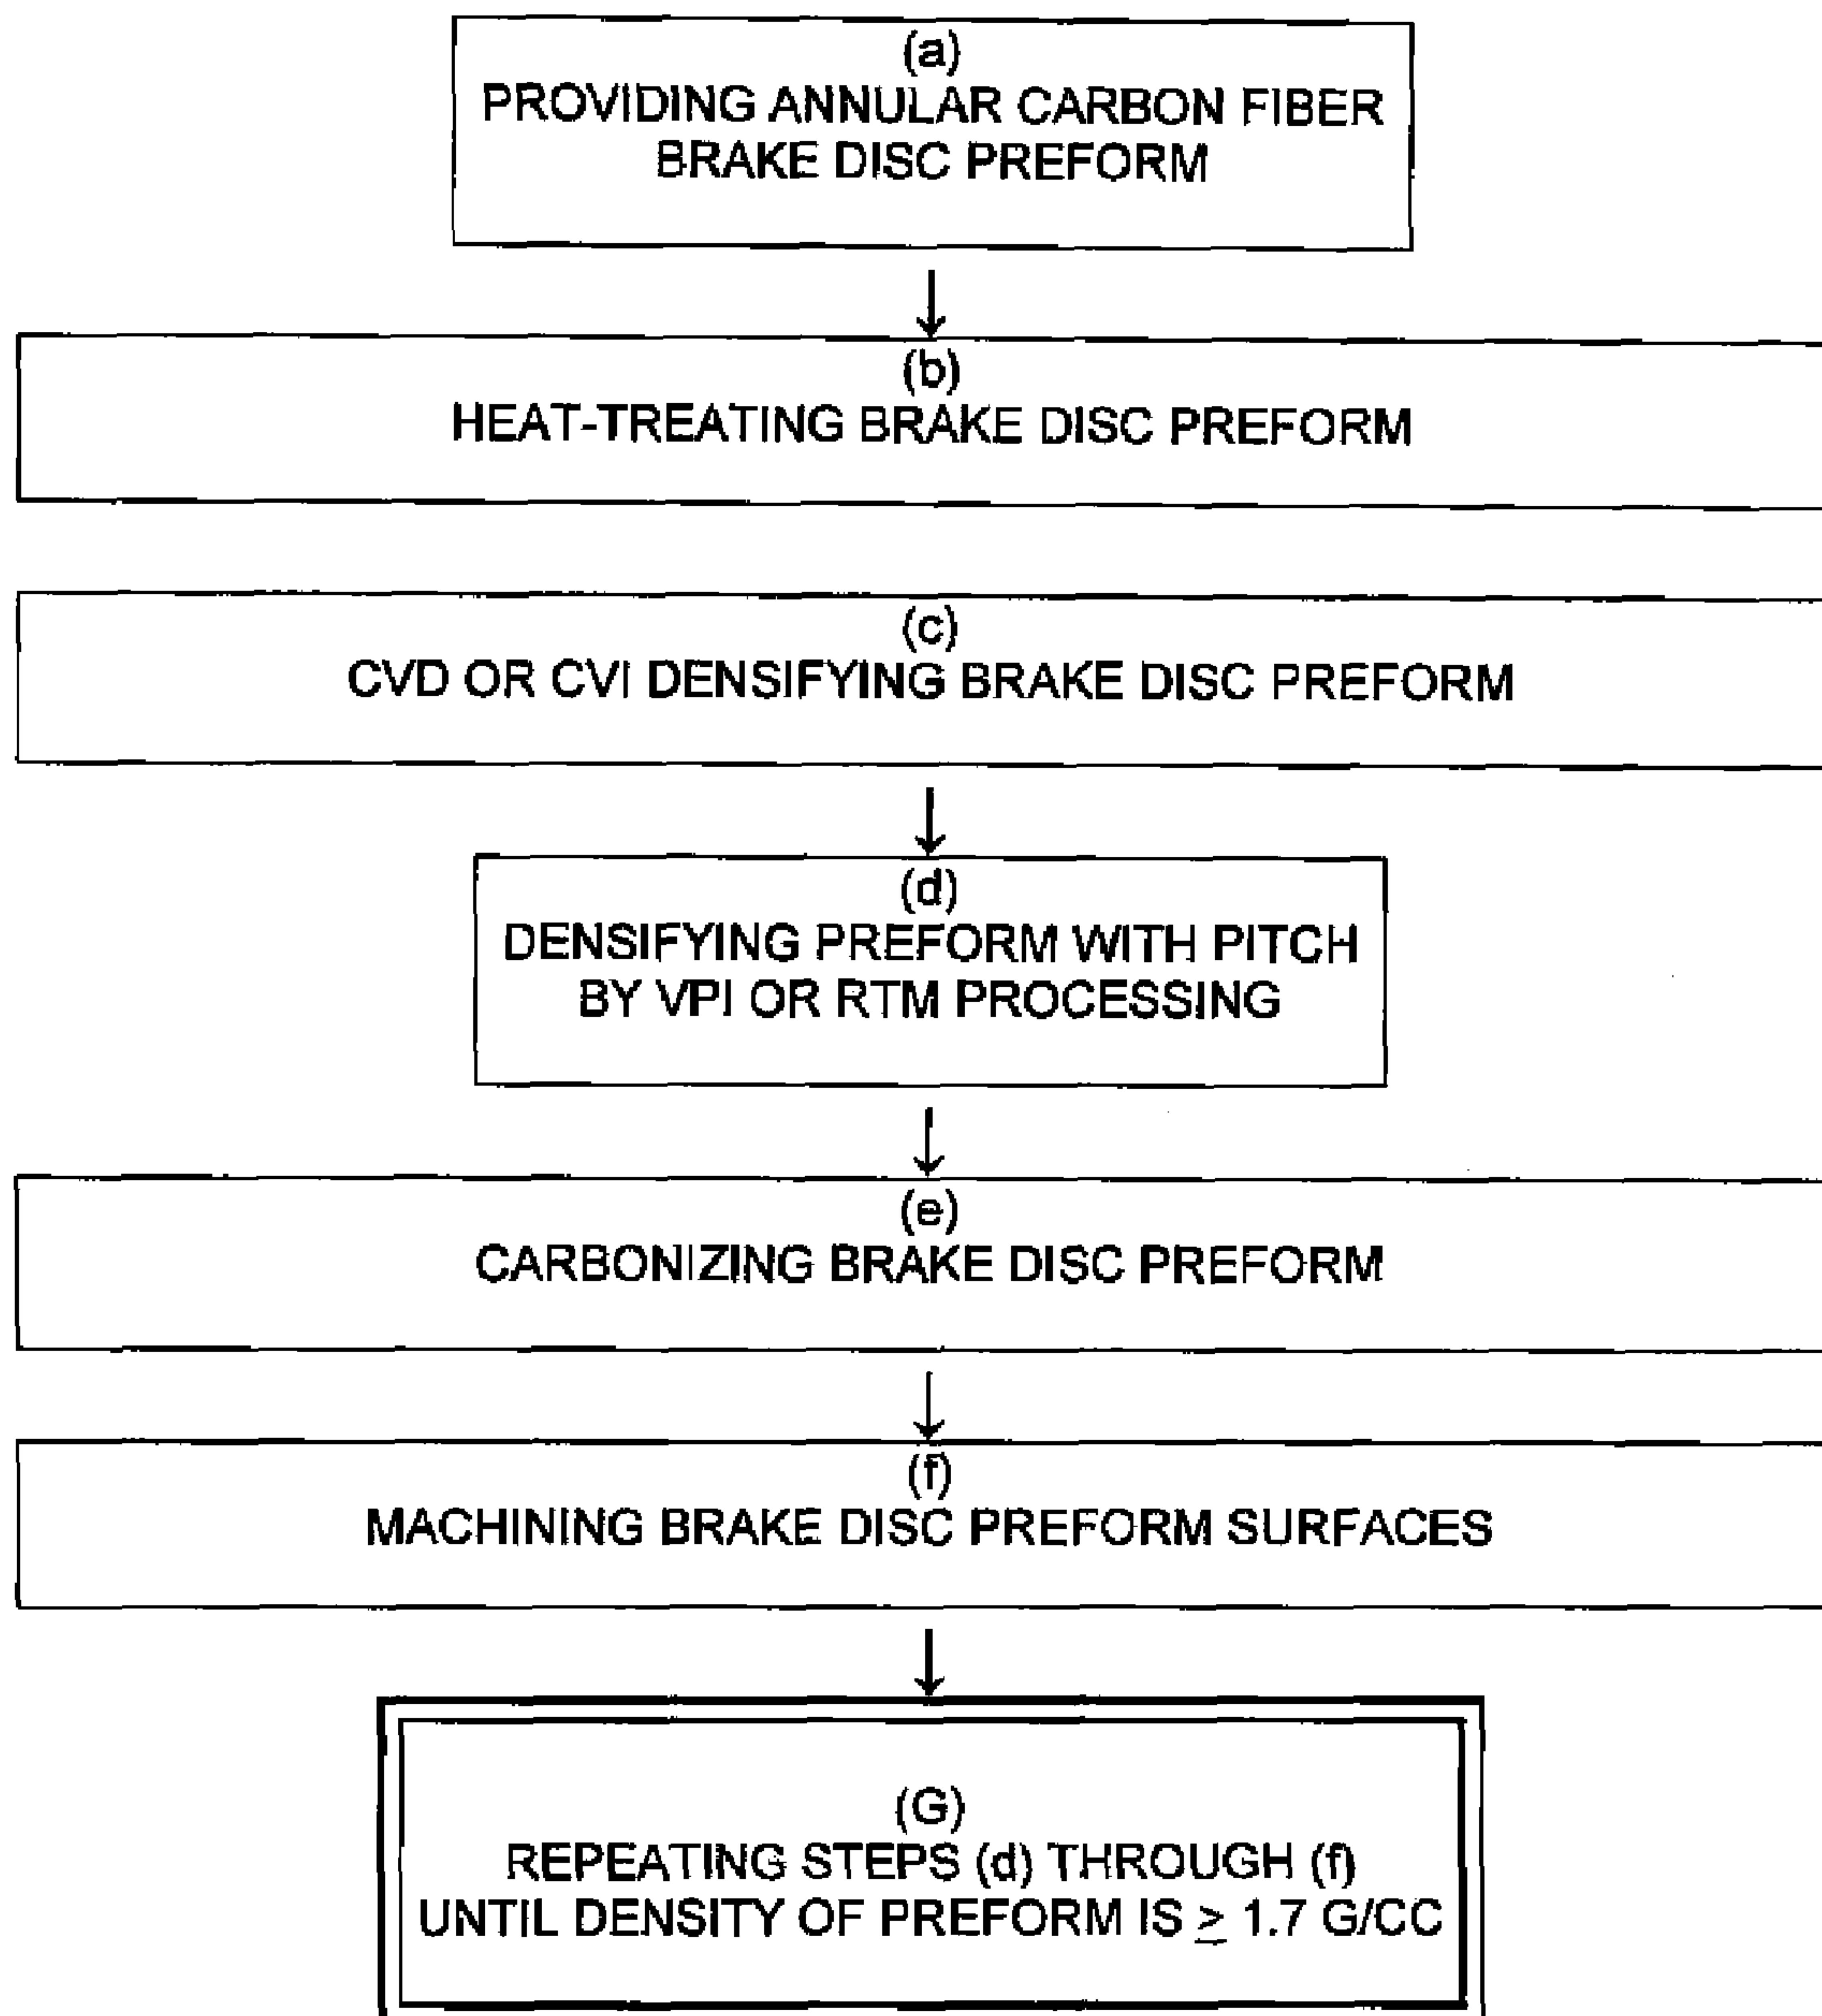 (a)
PROVIDING ANNULAR CARBON FIBER
BRAKE DISC PREFORM
(b)
HEAT-TREATING BRAKE DISC PREFORM
(c)
CVD OR CVI DENSIFYING BRAKE DISC PREFORM
(d)
DENSIFYING PREFORM WITH PITCH
BY VPI OR RTM PROCESSING
(e)
CARBONIZING BRAKE DISC PREFORM
(f)
MACHINING BRAKE DISC PREFORM SURFACES
(G)
REPEATING STEPS (d) THROUGH (f)
UNTIL DENSITY OF PREFORM IS ≥ 1.7 G/CC